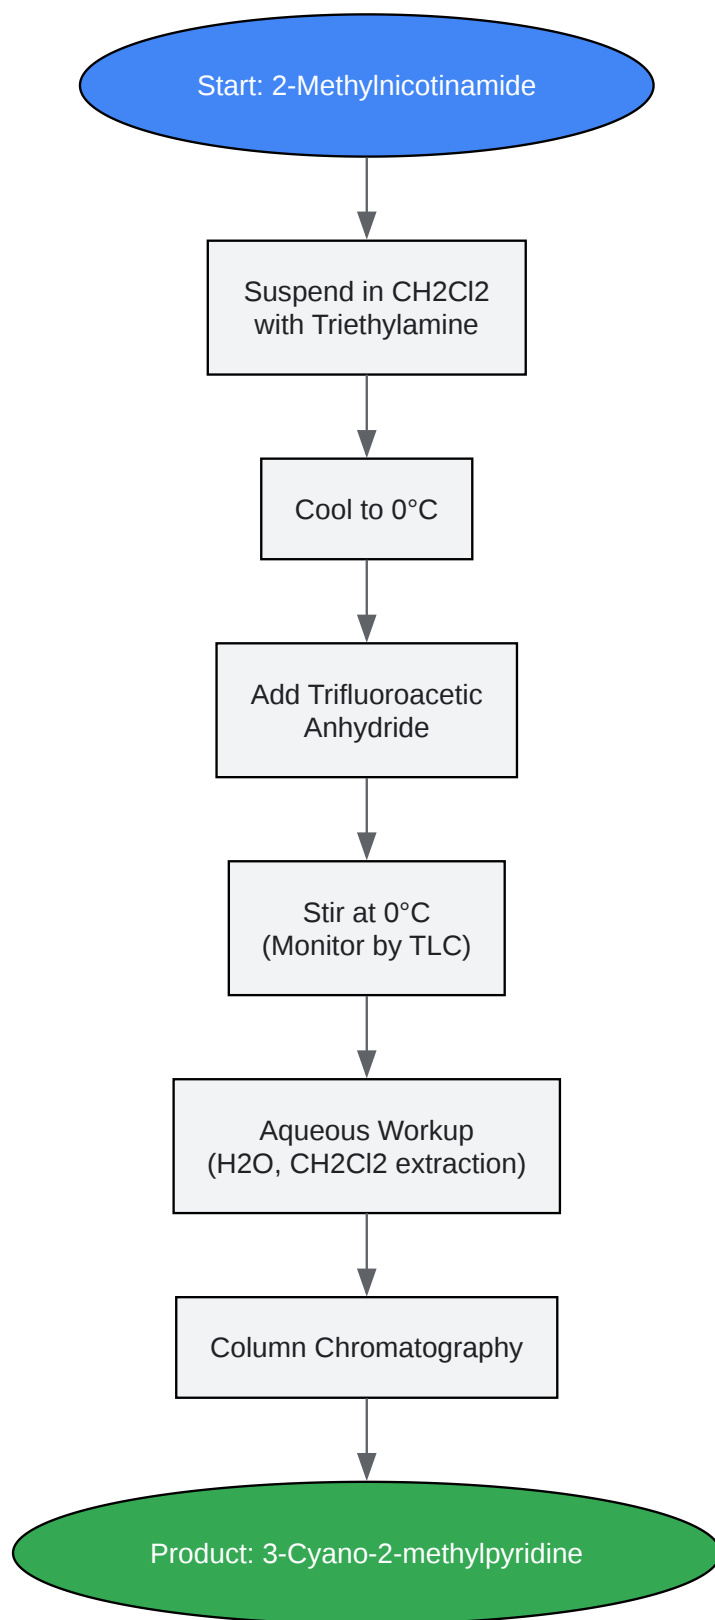 Start: 2-Methylnicotinamide
Suspend in CH2Cl2
with Triethylamine
Cool to 0°C
Add Trifluoroacetic
Anhydride
Stir at 0°C
(Monitor by TLC)
Aqueous Workup
(H2O, CH2Cl2 extraction)
Column Chromatography
Product: 3-Cyano-2-methylpyridine